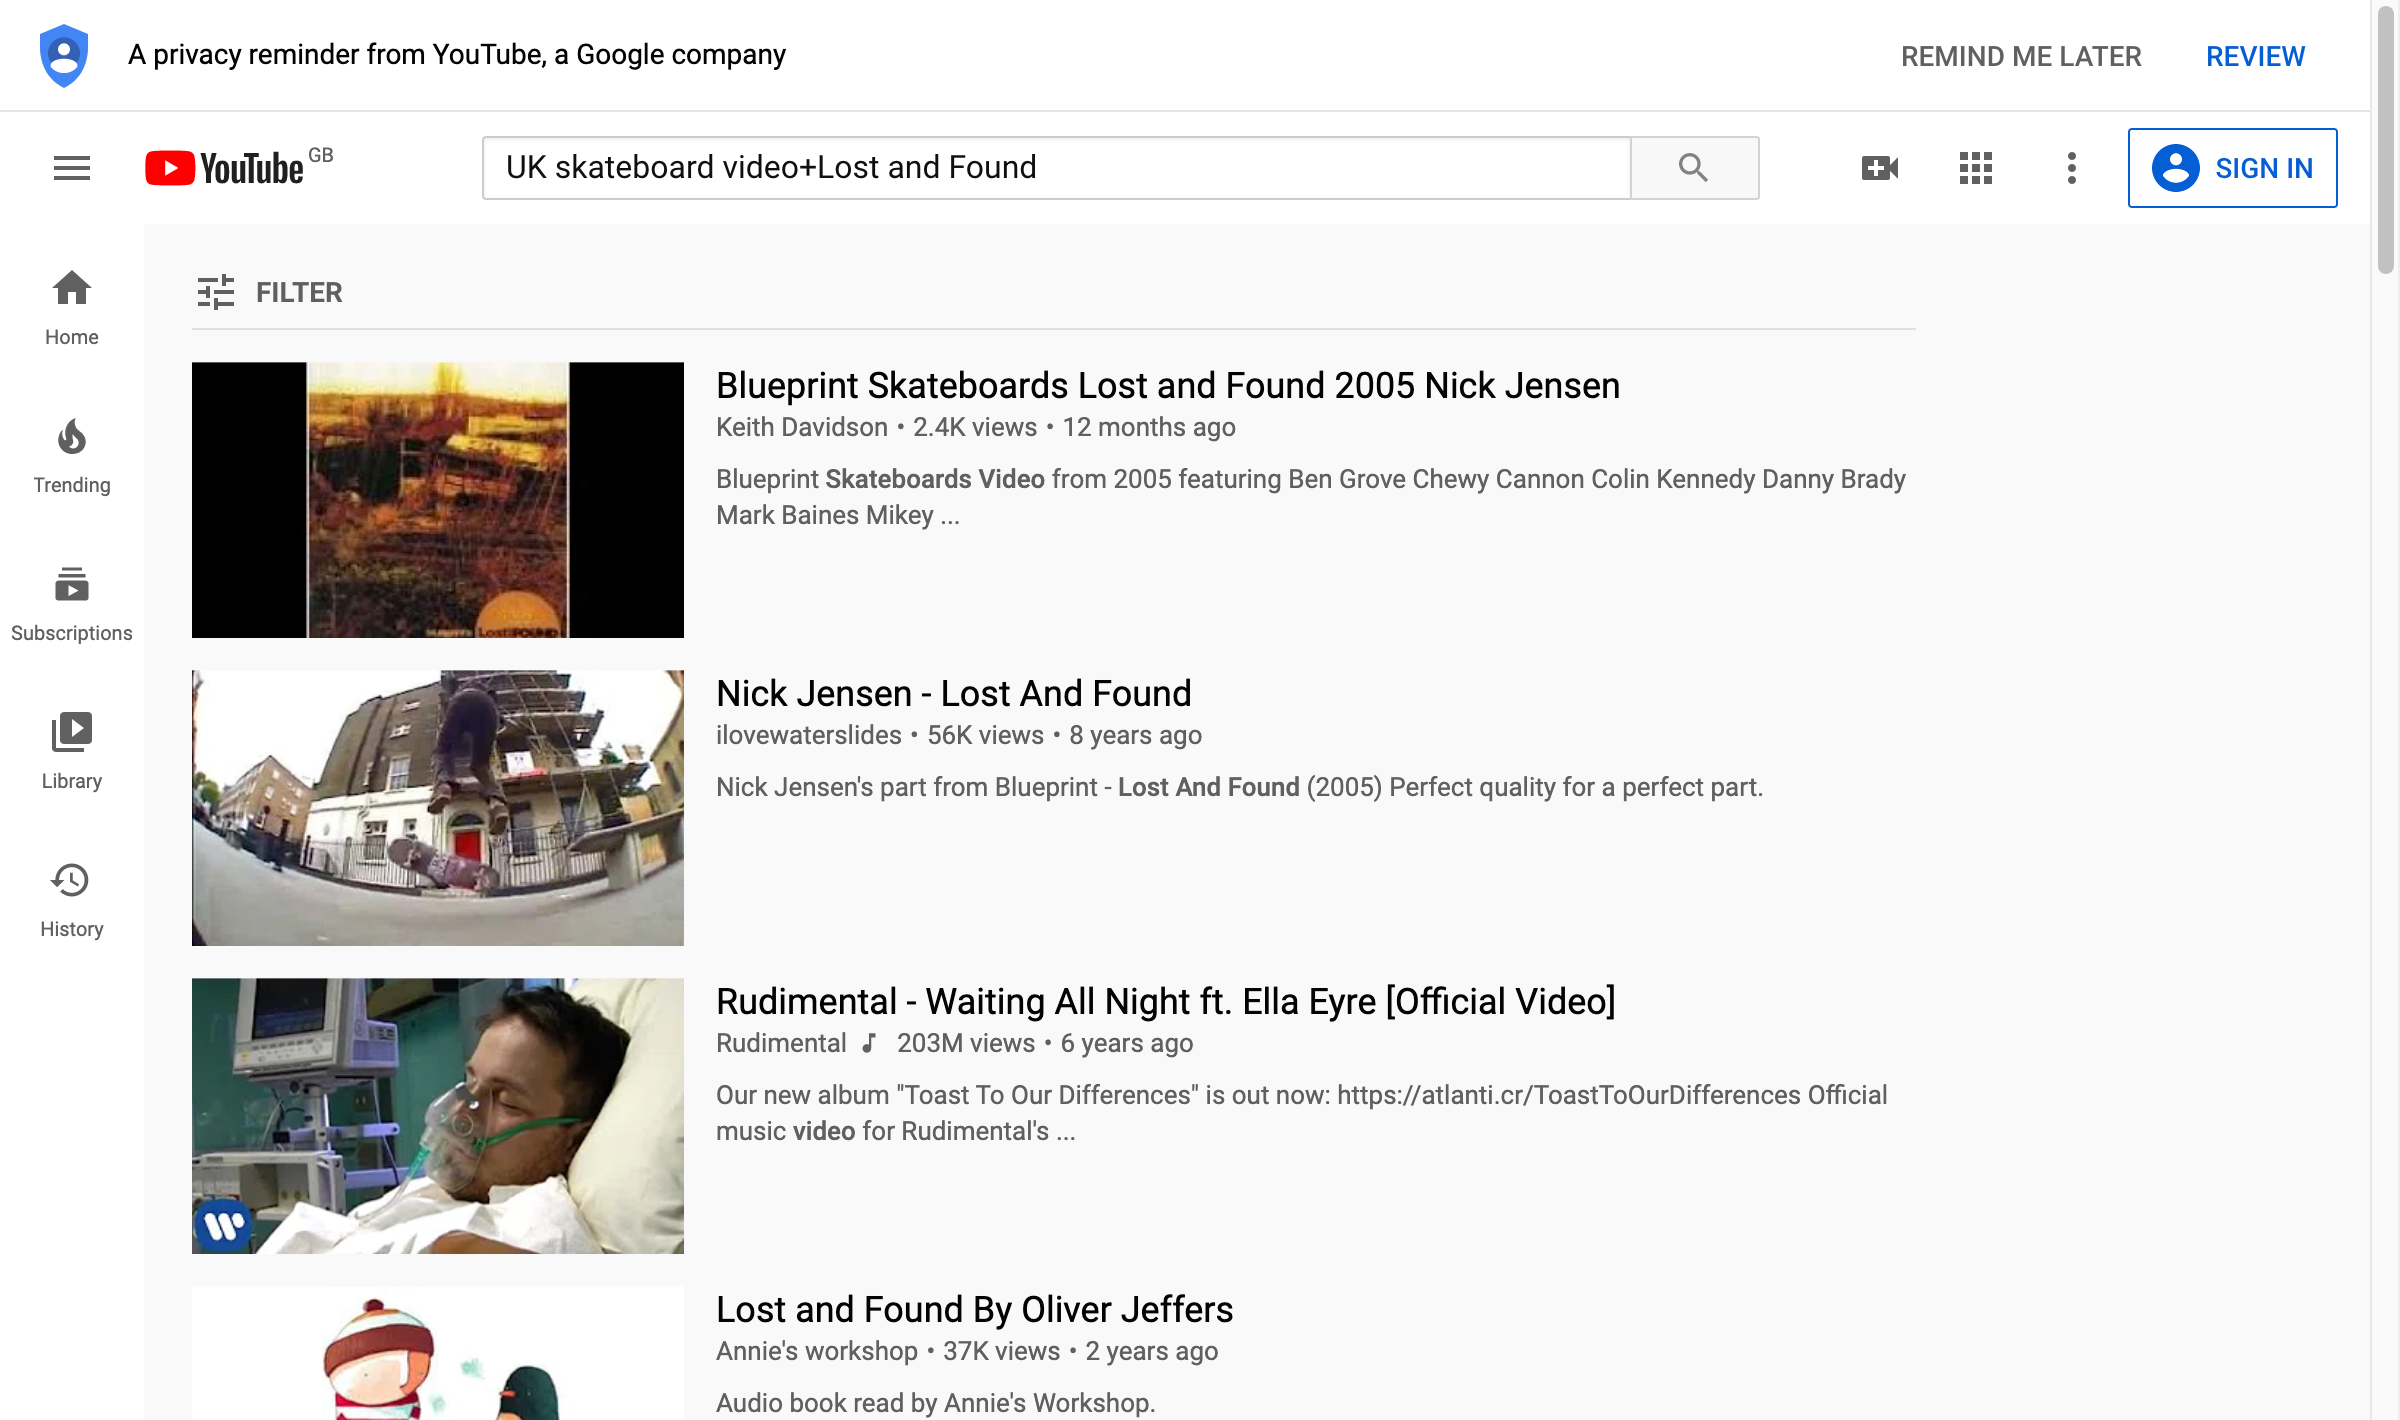 A privacy reminder from YouTube, a Google company
REMIND ME LATER
REVIEW
YouTube GB
UK skateboard video+Lost and Found
SIGN IN
Home
Trending
Subscriptions
Library
History
FILTER
Blueprint Skateboards Lost and Found 2005 Nick Jensen
Keith Davidson • 2.4K views • 12 months ago
Blueprint Skateboards Video from 2005 featuring Ben Grove Chewy Cannon Colin Kennedy Danny Brady
Mark Baines Mikey ...
Nick Jensen - Lost And Found
ilovewaterslides • 56K views • 8 years ago
Nick Jensen's part from Blueprint - Lost And Found (2005) Perfect quality for a perfect part.
Rudimental - Waiting All Night ft. Ella Eyre [Official Video]
Rudimental 203M views • 6 years ago
Our new album "Toast To Our Differences" is out now: https://atlanti.cr/ToastToOurDifferences Official
music video for Rudimental's ...
Lost and Found By Oliver Jeffers
Annie's workshop • 37K views • 2 years ago
Audio book read by Annie's Workshop.